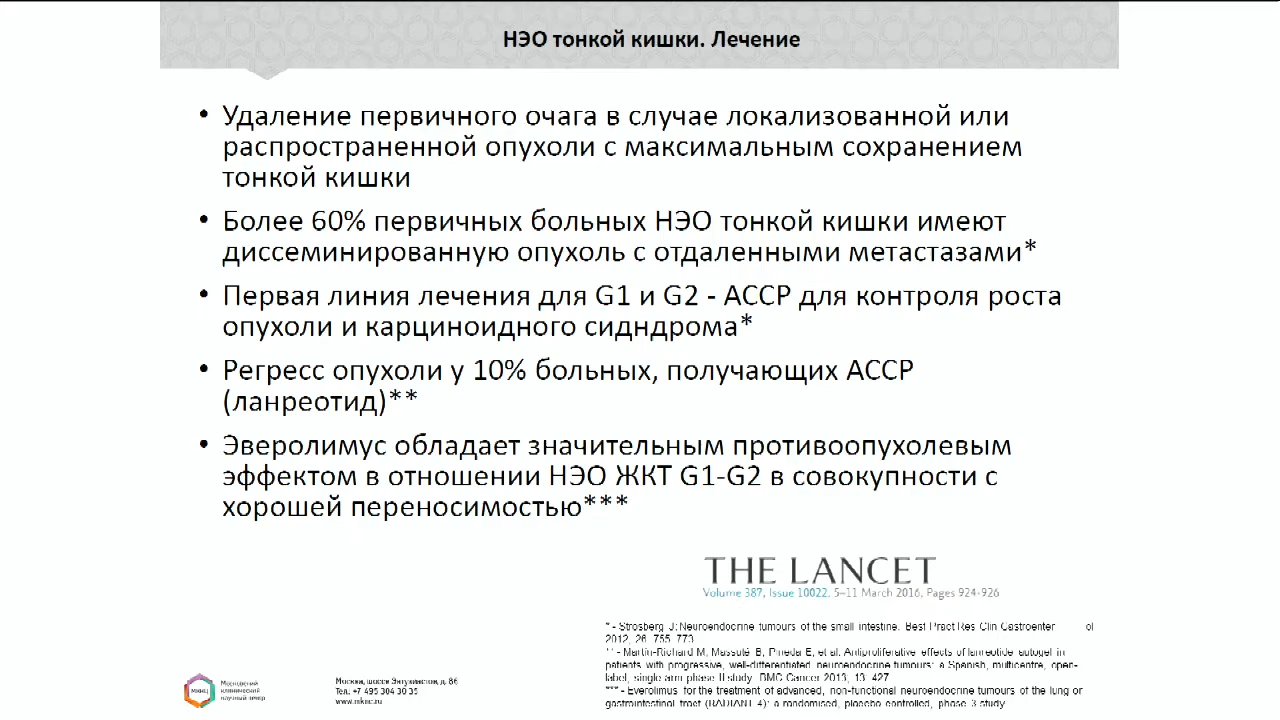 НЭО тонкой кишки. Лечение
• Удаление первичного очага в случае локализованной или
распространенной опухоли с максимальным сохранением
тонкой кишки
• Более 60% первичных больных НЭО тонкой кишки имеют
диссеминированную опухоль с отдаленными метастазами*
• Первая линия лечения для G1 и G2 - АССР для контроля роста
опухоли и карциноидного сидндрома*
• Регресс опухоли у 10% больных, получающих АССР
(ланреотид)**
• Эверолимус обладает значительным противоопухолевым
эффектом в отношении НЭО ЖКТ G1-G2 в совокупности с
хорошей переносимостью***
THE LANCET
Volume 387, Issue 10022, 5–11 March 2016, Pages 924-926
* - Strosberg J: Neuroendocrine tumours of the small intestine. Best Pract Res Clin Gastroenter ol
2012, 26: 755-773
** - Martín-Richard M, Massutí B, Pineda E, et al. Antiproliferative effects of lanreotide autogel in
patients with progressive, well-differentiated neuroendocrine tumours: a Spanish, multicentre, open-
label, single arm phase II study. BMC Cancer 2013, 13: 427
*** - Everolimus for the treatment of advanced, non-functional neuroendocrine tumours of the lung or
gastrointestinal tract (RADIANT-4): a randomised, placebo-controlled, phase 3 study
МКНЦ
Московский
клинический
научный центр
Москва, шоссе Энтузиастов, д. 86
Тел. +7 495 304 30 35
www.mknc.ru